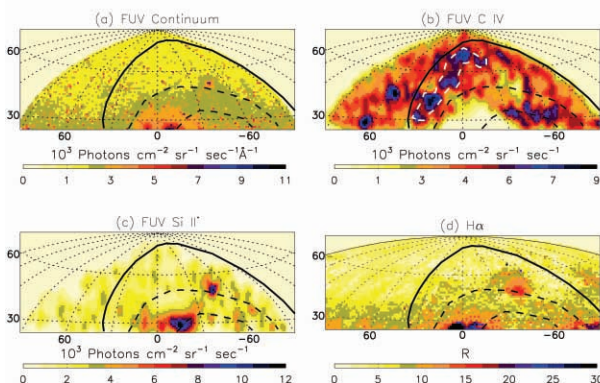 (a) FUV Continuum
60
30
60 0 −60
10³ Photons cm⁻² sr⁻¹ sec⁻¹Å⁻¹
0 1 3 5 7 9 11
(b) FUV C IV
60
30
60 0 −60
10³ Photons cm⁻² sr⁻¹ sec⁻¹
0 1 3 4 6 7 9
(c) FUV Si II*
60
30
60 0 −60
10³ Photons cm⁻² sr⁻¹ sec⁻¹
0 2 4 6 8 10 12
(d) Hα
60
30
60 0 −60
R
0 5 10 15 20 25 30